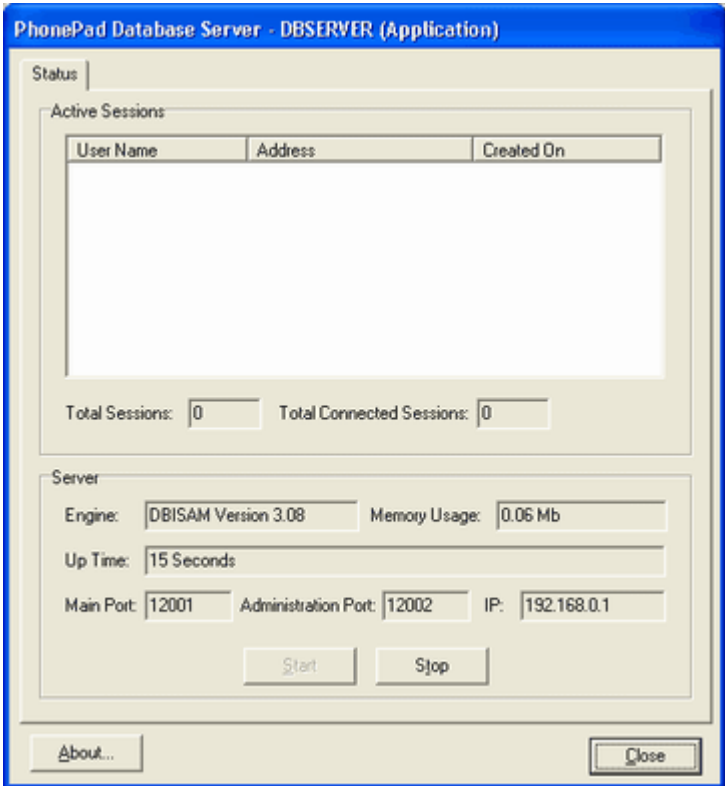 PhonePad Database Server - DBSERVER (Application)
Status
Active Sessions
User Name Address Created On
Total Sessions: 0 Total Connected Sessions: 0
Server
Engine: DBISAM Version 3.08 Memory Usage: 0.06 Mb
Up Time: 15 Seconds
Main Port: 12001 Administration Port: 12002 IP: 192.168.0.1
Start Stop
About... Close